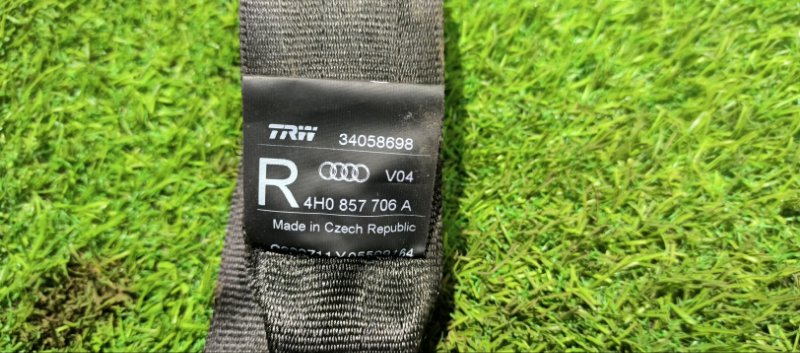 TRW 34058698
R V04
4H0 857 706 A
Made in Czech Republic